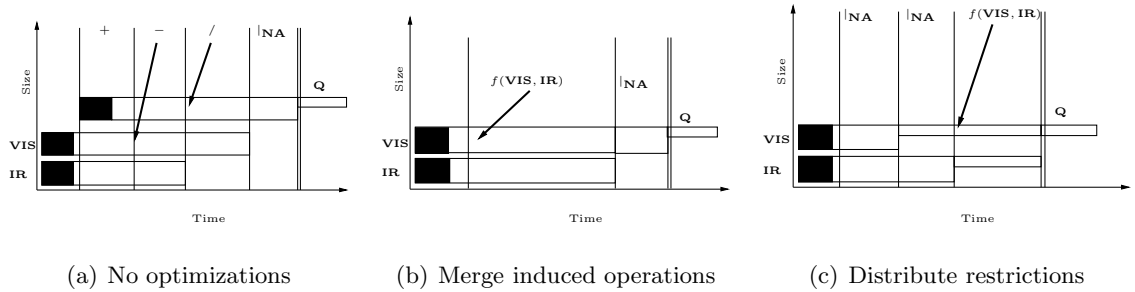 + − / |NA
Size
Q
VIS
IR
Time
(a) No optimizations
f(VIS, IR)
|NA
Size
Q
VIS
IR
Time
(b) Merge induced operations
|NA |NA f(VIS, IR)
Size
Q
VIS
IR
Time
(c) Distribute restrictions